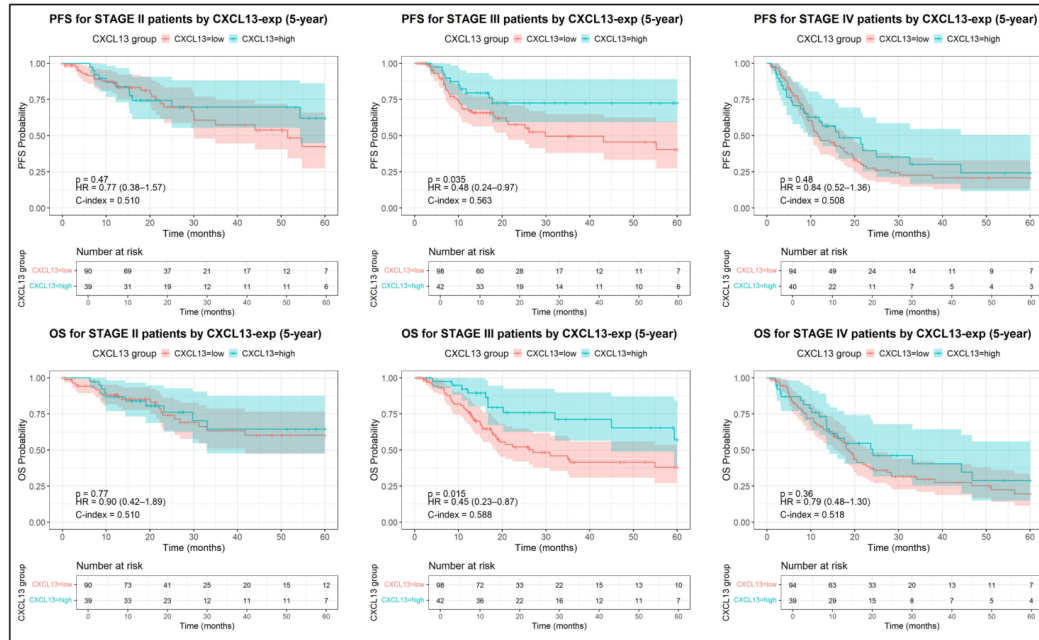 PFS for STAGE II patients by CXCL13-exp (5-year)
CXCL13 group CXCL13=low CXCL13=high
PFS Probability
1.00
0.75
0.50
0.25
0.00
p = 0.47
HR = 0.77 (0.38–1.57)
C-index = 0.510
0 10 20 30 40 50 60
Time (months)
Number at risk
CXCL13 group
CXCL13=low 90 69 37 21 17 12 7
CXCL13=high 39 31 19 12 11 11 6
0 10 20 30 40 50 60
Time (months)
PFS for STAGE III patients by CXCL13-exp (5-year)
CXCL13 group CXCL13=low CXCL13=high
PFS Probability
1.00
0.75
0.50
0.25
0.00
p = 0.035
HR = 0.48 (0.24–0.97)
C-index = 0.563
0 10 20 30 40 50 60
Time (months)
Number at risk
CXCL13 group
CXCL13=low 98 60 28 17 12 11 7
CXCL13=high 42 33 19 14 11 10 6
0 10 20 30 40 50 60
Time (months)
PFS for STAGE IV patients by CXCL13-exp (5-year)
CXCL13 group CXCL13=low CXCL13=high
PFS Probability
1.00
0.75
0.50
0.25
0.00
p = 0.48
HR = 0.84 (0.52–1.36)
C-index = 0.508
0 10 20 30 40 50 60
Time (months)
Number at risk
CXCL13 group
CXCL13=low 94 49 24 14 11 9 7
CXCL13=high 40 22 11 7 5 4 3
0 10 20 30 40 50 60
Time (months)
OS for STAGE II patients by CXCL13-exp (5-year)
CXCL13 group CXCL13=low CXCL13=high
OS Probability
1.00
0.75
0.50
0.25
0.00
p = 0.77
HR = 0.90 (0.42–1.89)
C-index = 0.510
0 10 20 30 40 50 60
Time (months)
Number at risk
CXCL13 group
CXCL13=low 90 73 41 25 20 15 12
CXCL13=high 39 33 23 12 11 11 7
0 10 20 30 40 50 60
Time (months)
OS for STAGE III patients by CXCL13-exp (5-year)
CXCL13 group CXCL13=low CXCL13=high
OS Probability
1.00
0.75
0.50
0.25
0.00
p = 0.015
HR = 0.45 (0.23–0.87)
C-index = 0.588
0 10 20 30 40 50 60
Time (months)
Number at risk
CXCL13 group
CXCL13=low 98 72 33 22 15 13 10
CXCL13=high 42 36 22 16 12 11 7
0 10 20 30 40 50 60
Time (months)
OS for STAGE IV patients by CXCL13-exp (5-year)
CXCL13 group CXCL13=low CXCL13=high
OS Probability
1.00
0.75
0.50
0.25
0.00
p = 0.36
HR = 0.79 (0.48–1.30)
C-index = 0.518
0 10 20 30 40 50 60
Time (months)
Number at risk
CXCL13 group
CXCL13=low 94 63 33 20 13 11 7
CXCL13=high 39 29 15 8 7 5 4
0 10 20 30 40 50 60
Time (months)